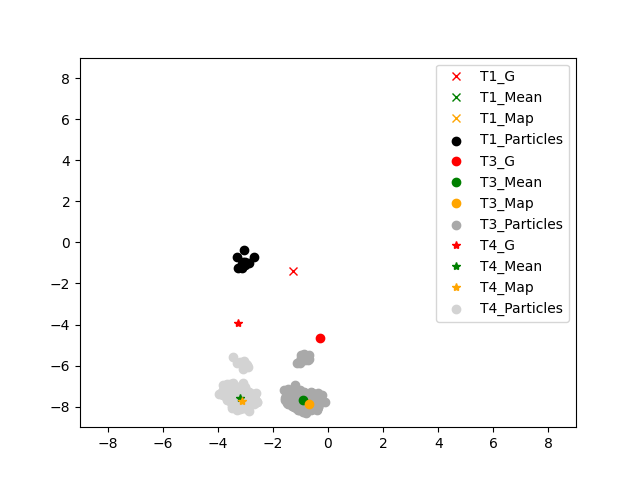 8
6
4
2
0
−2
−4
−6
−8
−8
−6
−4
−2
0
2
4
6
8
T1_G
T1_Mean
T1_Map
T1_Particles
T3_G
T3_Mean
T3_Map
T3_Particles
T4_G
T4_Mean
T4_Map
T4_Particles